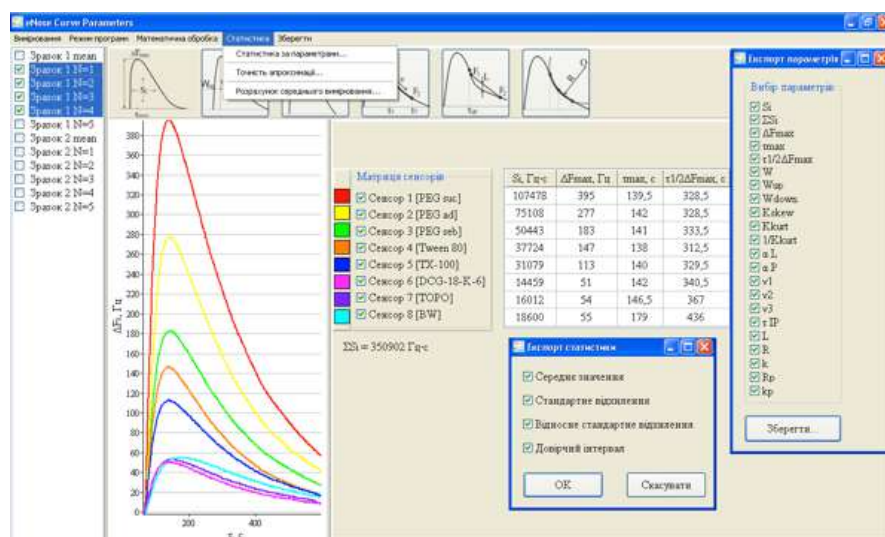 eNose Curve Parameters
Вимірювання Режим програми Математична обробка Статистика Зберегти
Статистика за параметрами...
Точність апроксимації...
Розрахунок середнього вимірювання...
Зразок 1 mean
Зразок 1 N=1
Зразок 1 N=2
Зразок 1 N=3
Зразок 1 N=4
Зразок 1 N=5
Зразок 2 mean
Зразок 2 N=1
Зразок 2 N=2
Зразок 2 N=3
Зразок 2 N=4
Зразок 2 N=5
ΔFi, Гц
380
360
340
320
300
280
260
240
220
200
180
160
140
120
100
80
60
40
20
0
200 400
Матриця сенсорів
Сенсор 1 [PEG suc]
Сенсор 2 [PEG ad]
Сенсор 3 [PEG seb]
Сенсор 4 [Tween 80]
Сенсор 5 [TX-100]
Сенсор 6 [DCG-18-K-6]
Сенсор 7 [TOPO]
Сенсор 8 [BW]
ΣSi = 350902 Гц·с
Si, Гц·с ΔFmax, Гц tmax, с τ1/2ΔFmax, с
107478 395 139,5 328,5
75108 277 142 328,5
50443 183 141 333,5
37724 147 138 312,5
31079 113 140 329,5
14459 51 142 340,5
16012 54 146,5 367
18600 55 179 436
Експорт статистики
Середнє значення
Стандартне відхилення
Відносне стандартне відхилення
Довірчий інтервал
OK Скасувати
Експорт параметрів
Вибір параметрів
Si
ΣSi
ΔFmax
tmax
τ1/2ΔFmax
W
Wup
Wdown
Kskew
Kkurt
1/Kkurt
α L
α P
v1
v2
v3
τ IP
L
R
k
Rp
kp
Зберегти...